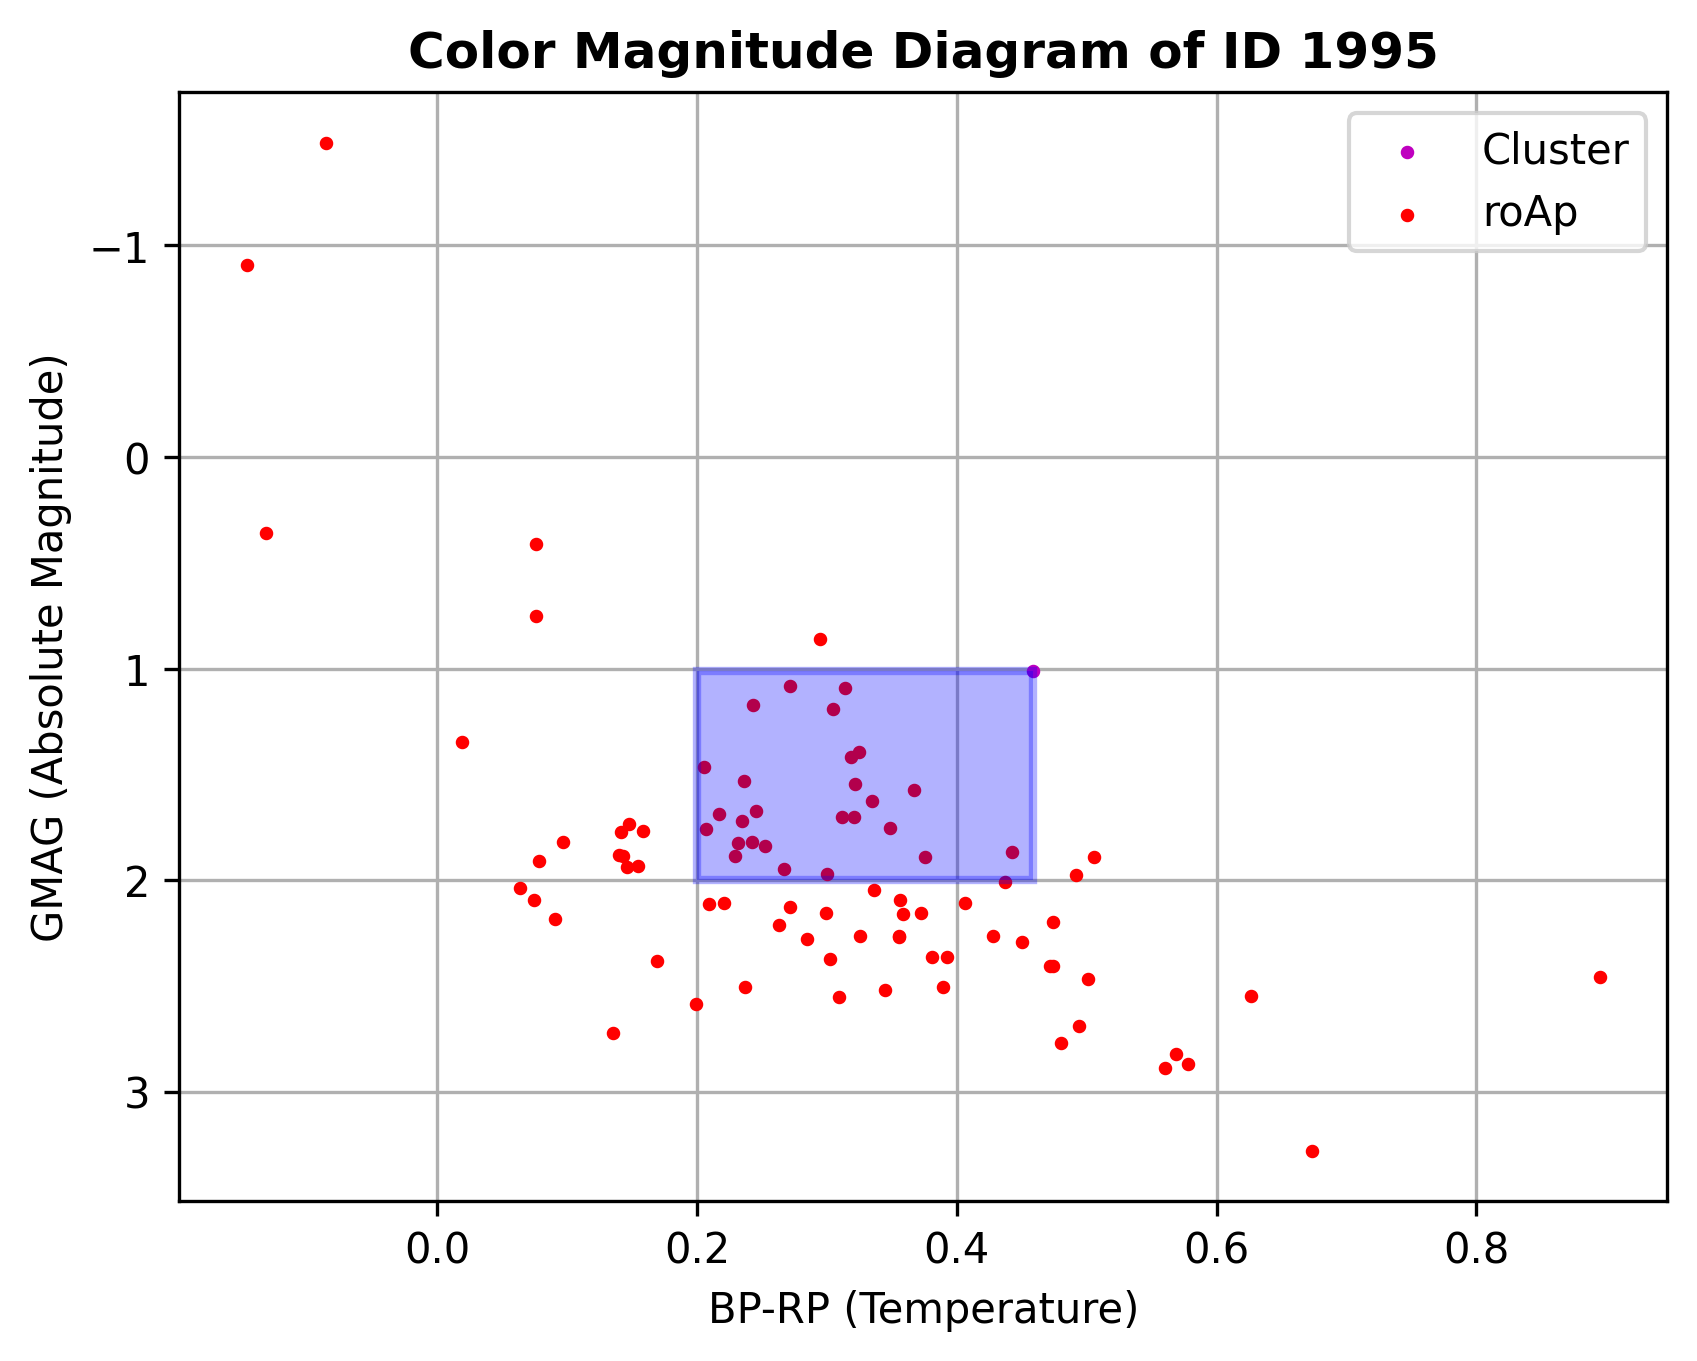 Color Magnitude Diagram of ID 1995
Cluster
roAp
GMAG (Absolute Magnitude)
−1
0
1
2
3
0.0 0.2 0.4 0.6 0.8
BP-RP (Temperature)